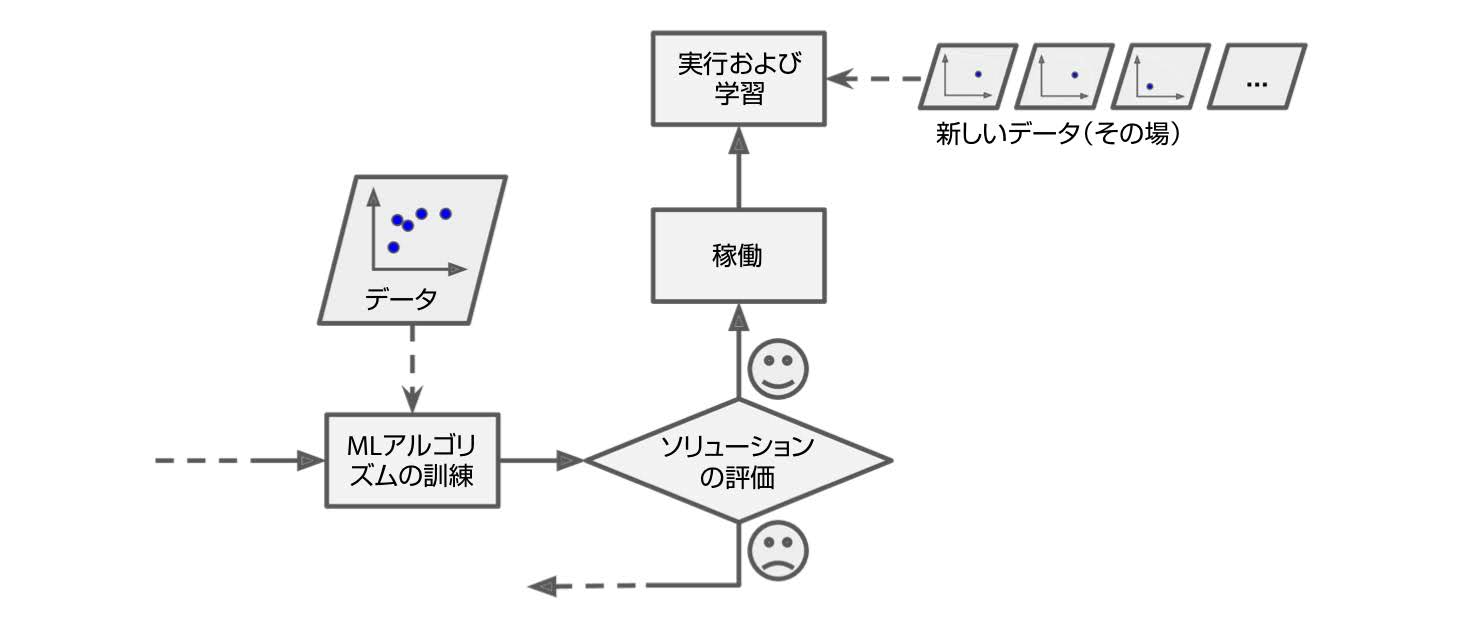 実行および
学習
...
新しいデータ(その場)
データ
稼働
MLアルゴリ
ズムの訓練
ソリューション
の評価